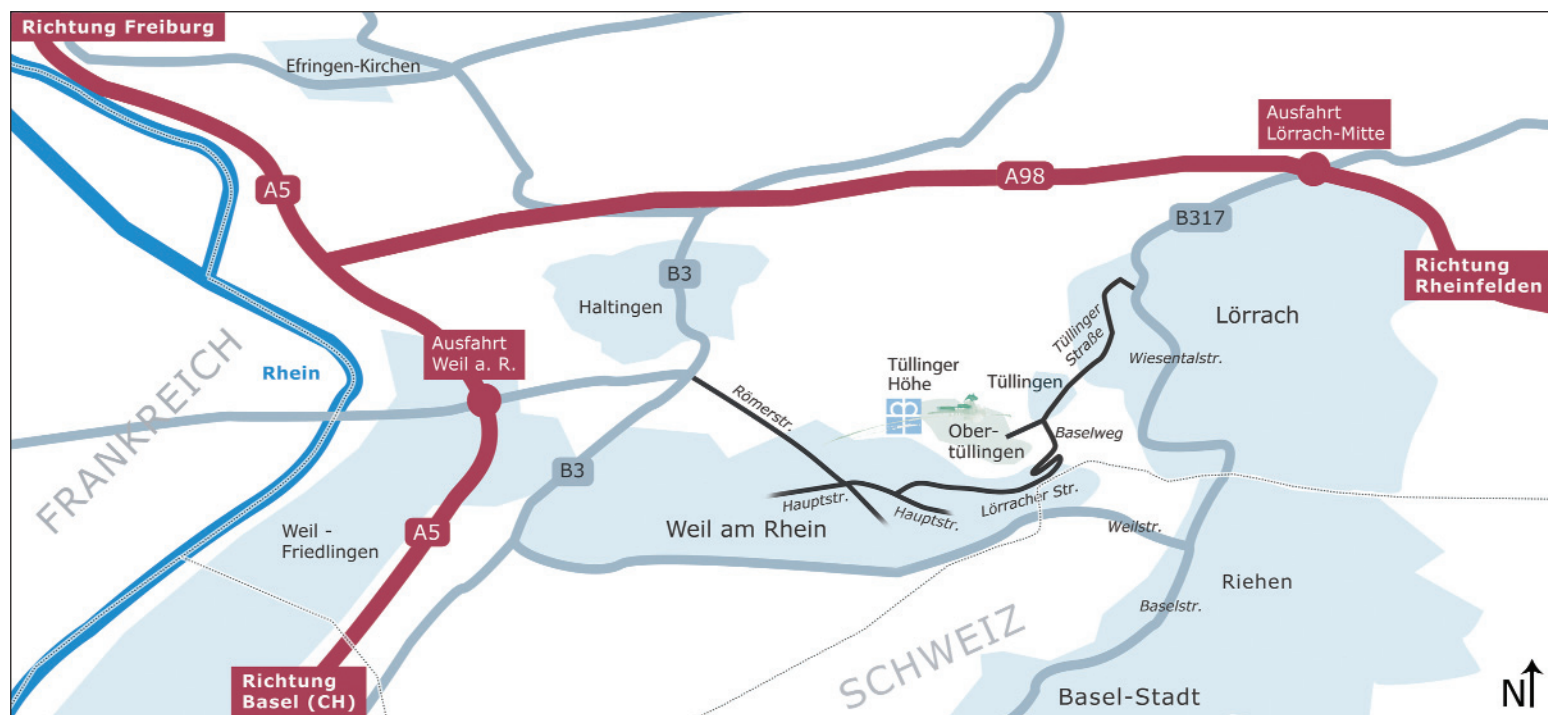 Richtung Freiburg
Efringen-Kirchen
Ausfahrt
Lörrach-Mitte
A5
A98
B317
B3
Richtung
Rheinfelden
Haltingen
Lörrach
Ausfahrt
Weil a. R.
Rhein
FRANKREICH
Tüllinger
Straße
Wiesentalstr.
Tüllinger
Höhe
Tüllingen
Römerstr.
Ober-
tüllingen
Baselweg
B3
Hauptstr.
Hauptstr.
Lörracher Str.
A5
Weil am Rhein
Weilstr.
Weil -
Friedlingen
Riehen
Baselstr.
SCHWEIZ
Richtung
Basel (CH)
Basel-Stadt
N